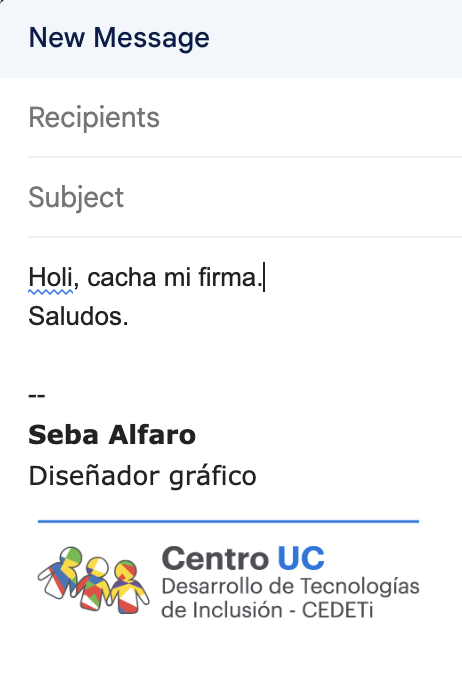 New Message
Recipients
Subject
Holi, cacha mi firma.
Saludos.
--
Seba Alfaro
Diseñador gráfico
Centro UC
Desarrollo de Tecnologías
de Inclusión - CEDETi